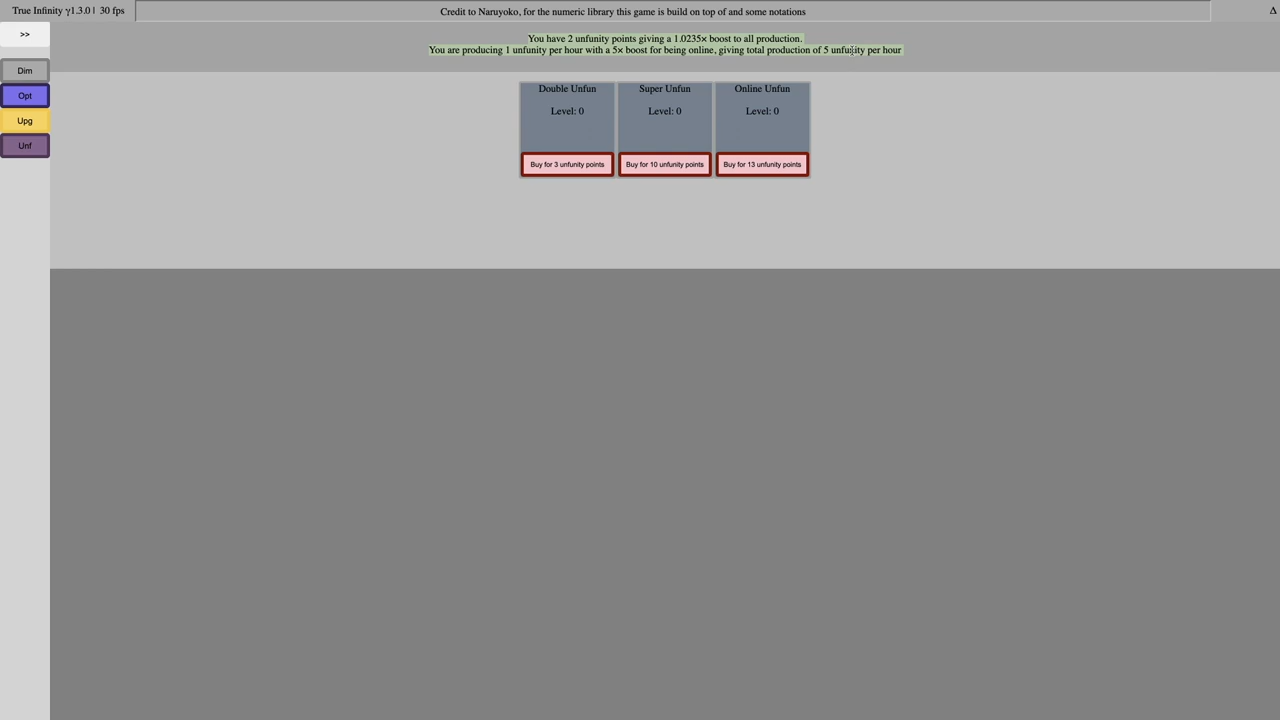 True Infinity γ1.3.0 | 30 fps
Credit to Naruyoko, for the numeric library this game is build on top of and some notations
Δ
>>
You have 2 unfunity points giving a 1.0235× boost to all production.
You are producing 1 unfunity per hour with a 5× boost for being online, giving total production of 5 unfunity per hour
Dim
Opt
Upg
Unf
Double Unfun
Level: 0
Buy for 3 unfunity points
Super Unfun
Level: 0
Buy for 10 unfunity points
Online Unfun
Level: 0
Buy for 13 unfunity points